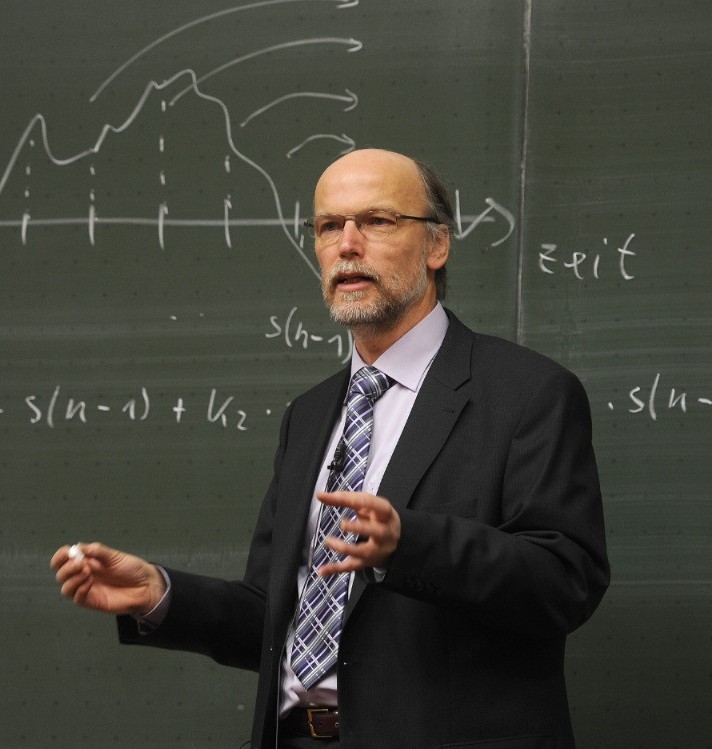 zeit
s(n-1)
· s(n-1) + k₂ ·
· s(n-